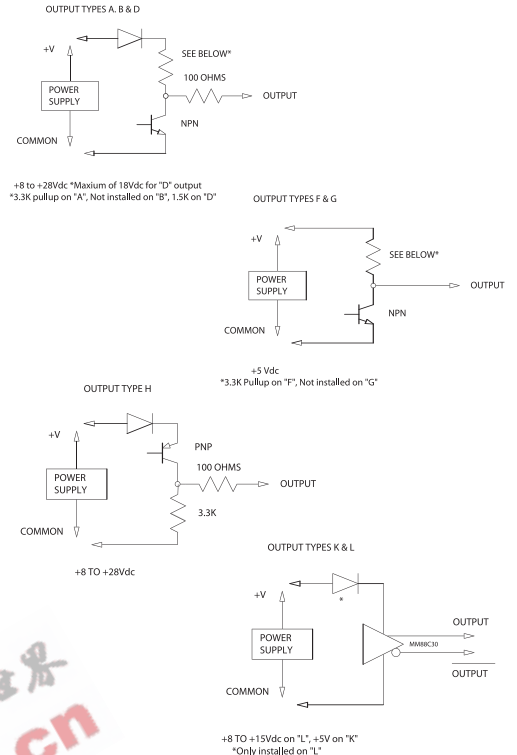 OUTPUT TYPES A. B & D
+V
SEE BELOW*
100 OHMS
POWER
SUPPLY
OUTPUT
NPN
COMMON
+8 to +28Vdc *Maxium of 18Vdc for "D" output
*3.3K pullup on "A", Not installed on "B", 1.5K on "D"
OUTPUT TYPES F & G
+V
SEE BELOW*
POWER
SUPPLY
OUTPUT
NPN
COMMON
+5 Vdc
*3.3K Pullup on "F", Not installed on "G"
OUTPUT TYPE H
+V
PNP
100 OHMS
POWER
SUPPLY
OUTPUT
3.3K
COMMON
+8 TO +28Vdc
OUTPUT TYPES K & L
+V
*
OUTPUT
POWER
SUPPLY
MM88C30
OUTPUT
COMMON
+8 TO +15Vdc on "L", +5V on "K"
*Only installed on "L"
世界
cn